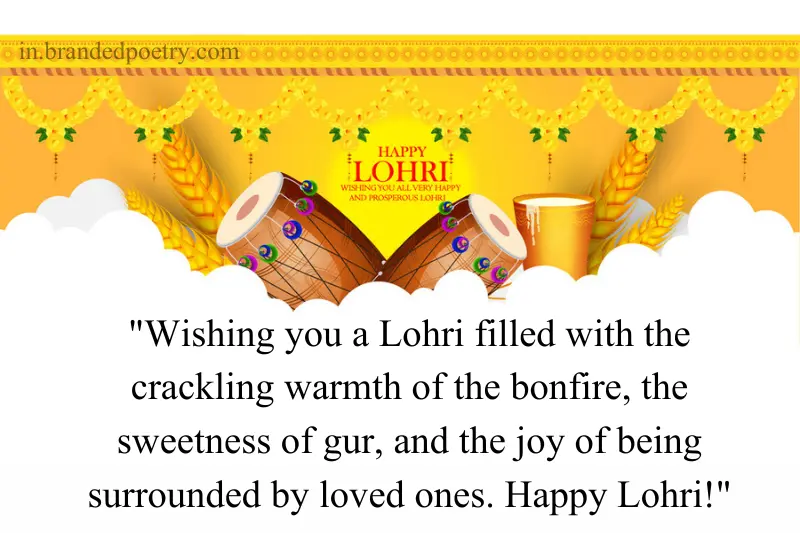 in.brandedpoetry.com
HAPPY
LOHRI
WISHING YOU ALL VERY HAPPY
AND PROSPEROUS LOHRI
"Wishing you a Lohri filled with the
crackling warmth of the bonfire, the
sweetness of gur, and the joy of being
surrounded by loved ones. Happy Lohri!"